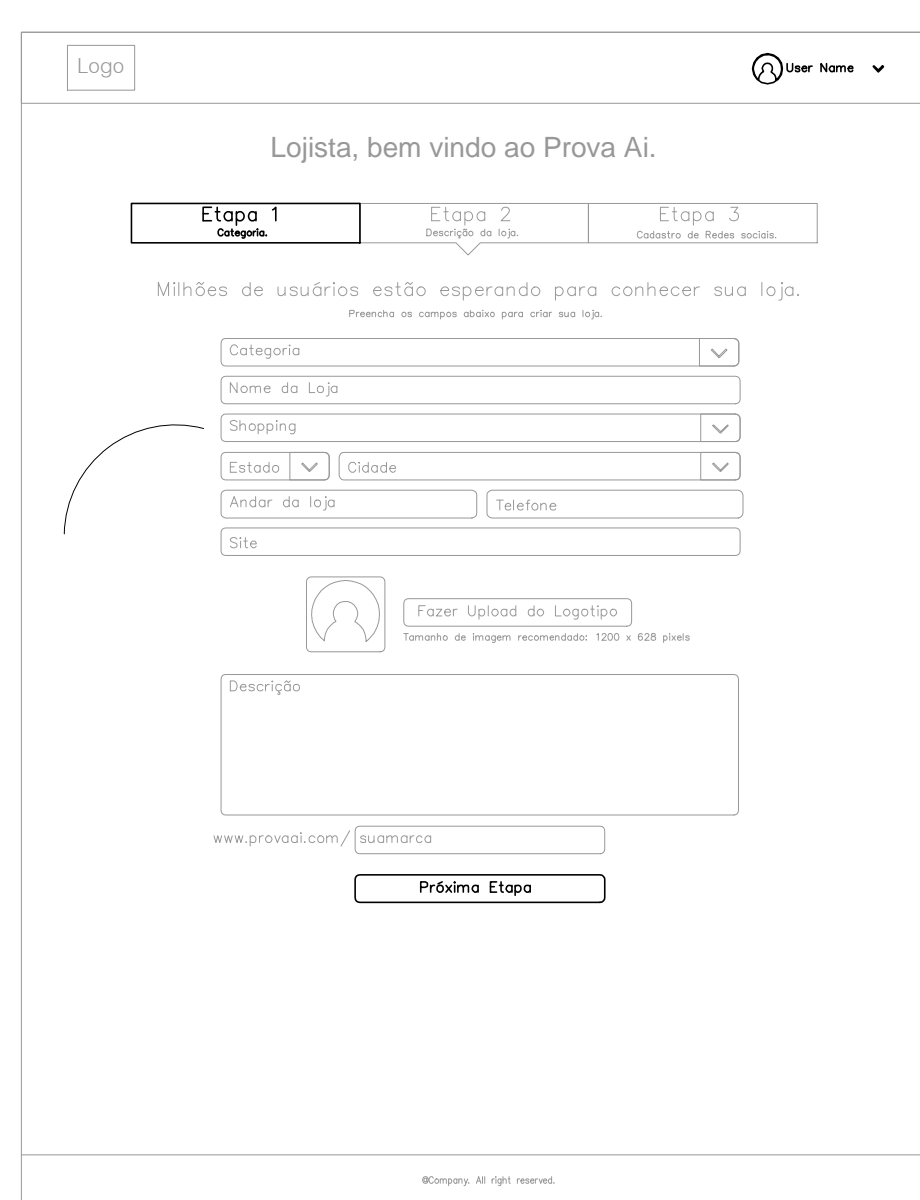 Logo
User Name
Lojista, bem vindo ao Prova Ai.
Etapa 1
Categoria.
Etapa 2
Descrição da loja.
Etapa 3
Cadastro de Redes sociais.
Milhões de usuários estão esperando para conhecer sua loja.
Preencha os campos abaixo para criar sua loja.
Categoria
Nome da Loja
Shopping
Estado
Cidade
Andar da loja
Telefone
Site
Fazer Upload do Logotipo
Tamanho de imagem recomendado: 1200 x 628 pixels
Descrição
www.provaai.com/ suamarca
Próxima Etapa
@Company. All right reserved.